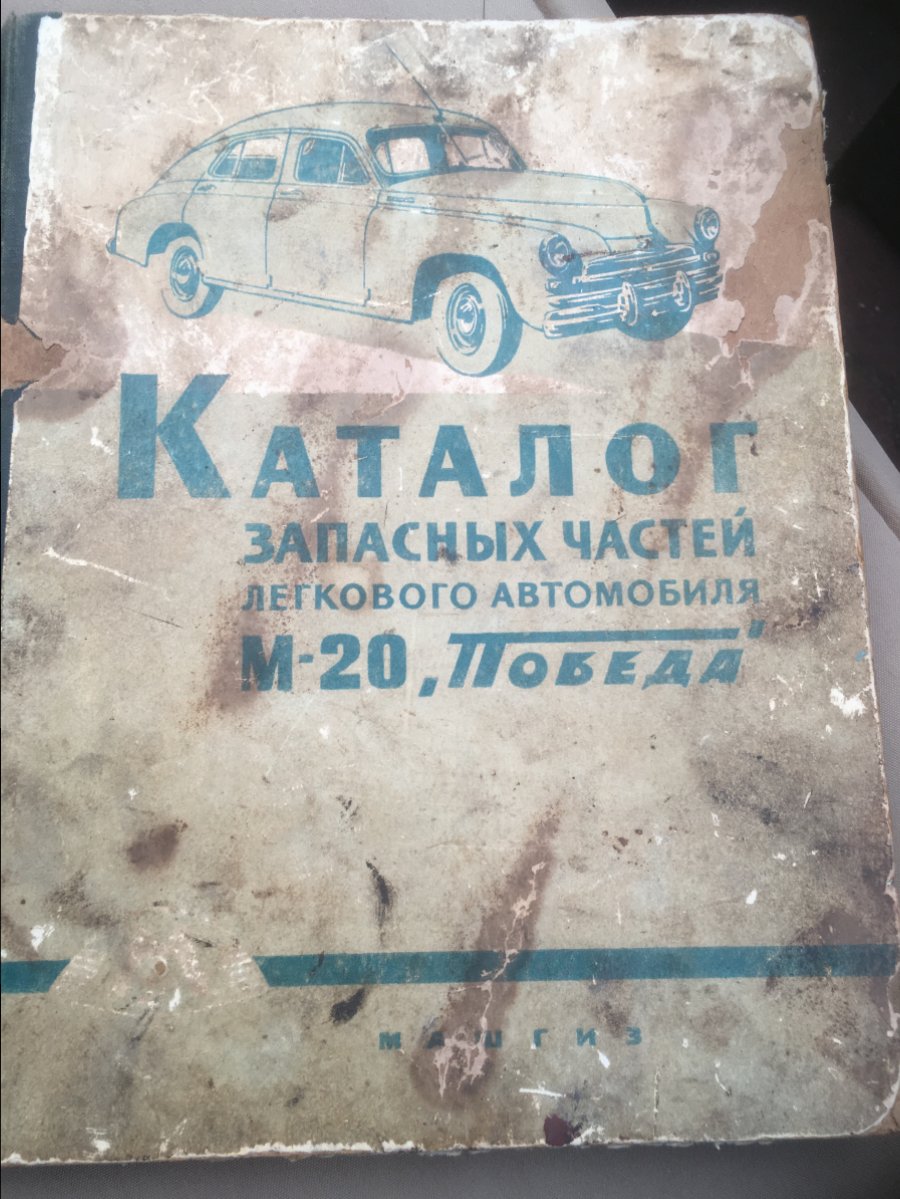 КАТАЛОГ
ЗАПАСНЫХ ЧАСТЕЙ
ЛЕГКОВОГО АВТОМОБИЛЯ
М-20 „ПОБЕДА"
МАШГИЗ